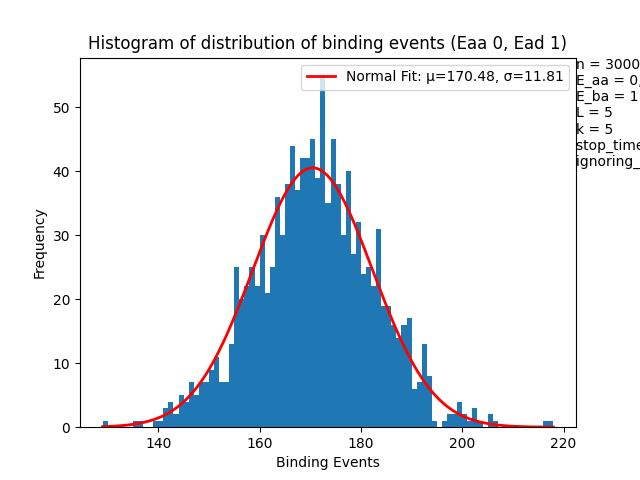 Histogram of distribution of binding events (Eaa 0, Ead 1)
Normal Fit: μ=170.48, σ=11.81
n = 3000
E_aa = 0,
E_ba = 1
L = 5
k = 5
stop_time
ignoring_
Frequency
50
40
30
20
10
0
140 160 180 200 220
Binding Events